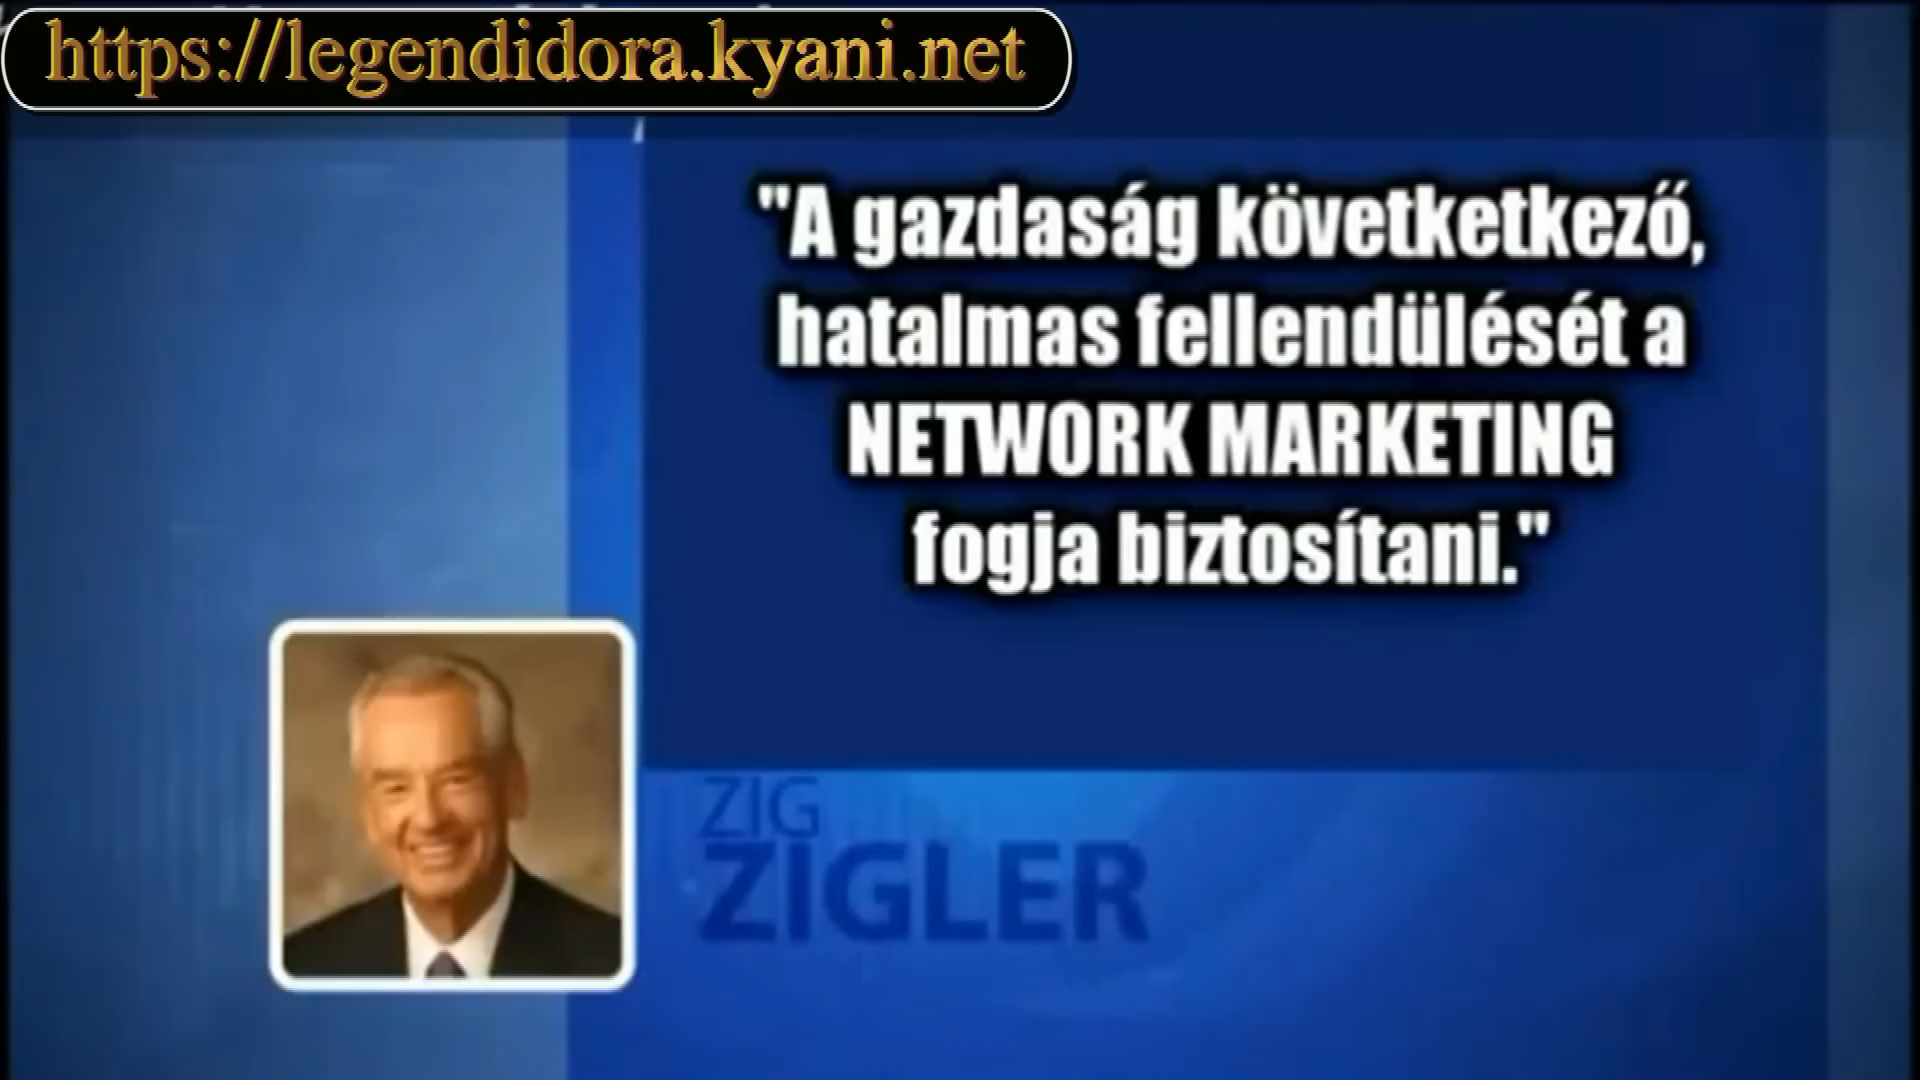 https://legendidora.kyani.net
"A gazdaság követketkező,
hatalmas fellendülését a
NETWORK MARKETING
fogja biztosítani."
ZIG
ZIGLER